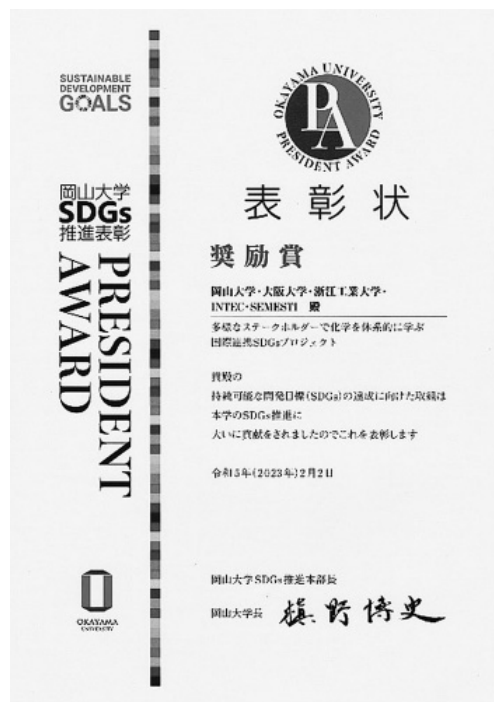 SUSTAINABLE
DEVELOPMENT
GOALS
岡山大学
SDGs
推進表彰
PRESIDENT
AWARD
OKAYAMA
UNIVERSITY
OKAYAMA UNIVERSITY
PA
PRESIDENT AWARD
表彰状
奨励賞
岡山大学・大阪大学・浙江工業大学・
INTEC・SEMESTI 殿
多様なステークホルダーで化学を体系的に学ぶ
国際連携SDGsプロジェクト
貴殿の
持続可能な開発目標(SDGs)の達成に向けた取組は
本学のSDGs推進に
大いに貢献をされましたのでこれを表彰します
令和5年(2023年)2月2日
岡山大学SDGs推進本部長
岡山大学長 槇野博史